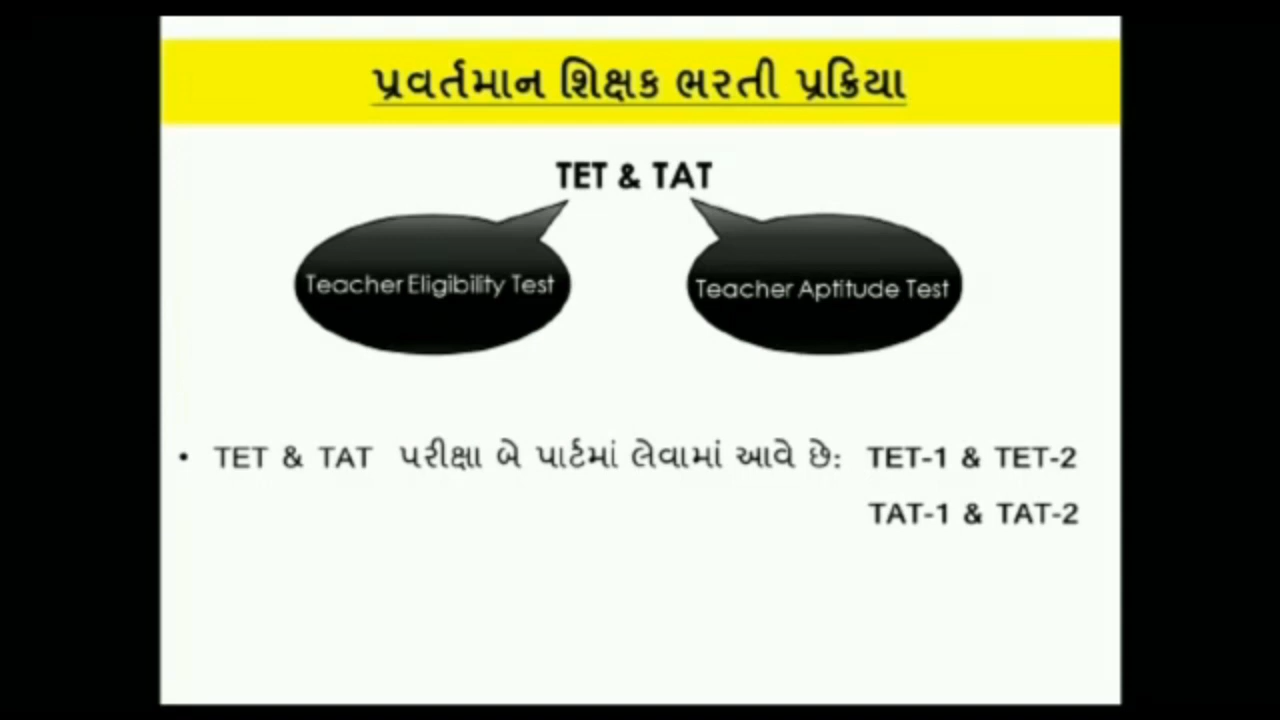 પ્રવર્તમાન શિક્ષક ભરતી પ્રક્રિયા
TET & TAT
Teacher Eligibility Test
Teacher Aptitude Test
• TET & TAT પરીક્ષા બે પાર્ટમાં લેવામાં આવે છે: TET-1 & TET-2
TAT-1 & TAT-2